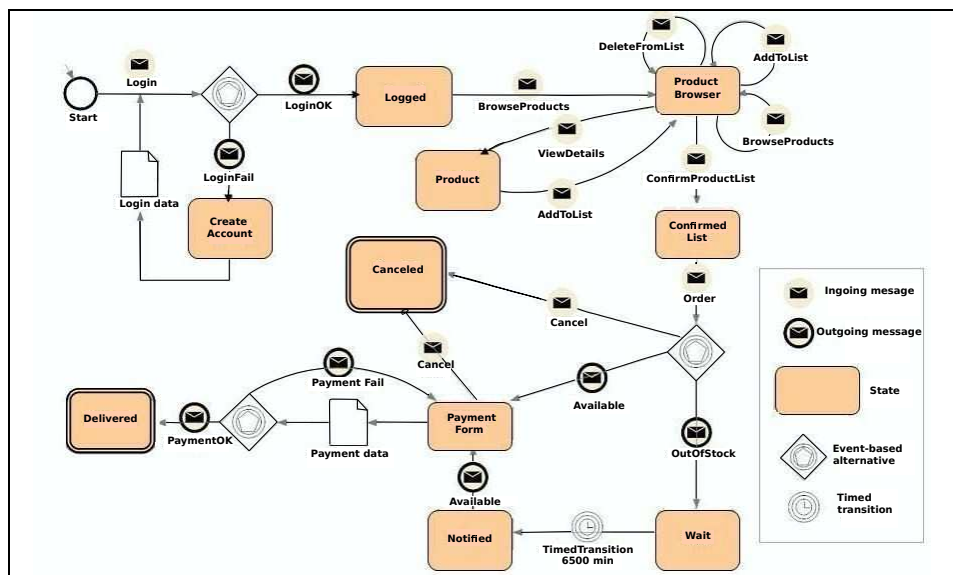 Start
Login
LoginOK
LoginFail
Login data
Create
Account
Logged
BrowseProducts
DeleteFromList
AddToList
Product
Browser
BrowseProducts
ViewDetails
Product
AddToList
ConfirmProductList
Confirmed
List
Order
Canceled
Cancel
Cancel
Available
OutOfStock
Payment Fail
Delivered
PaymentOK
Payment data
Payment
Form
Available
Notified
TimedTransition
6500 min
Wait
Ingoing mesage
Outgoing message
State
Event-based
alternative
Timed
transition